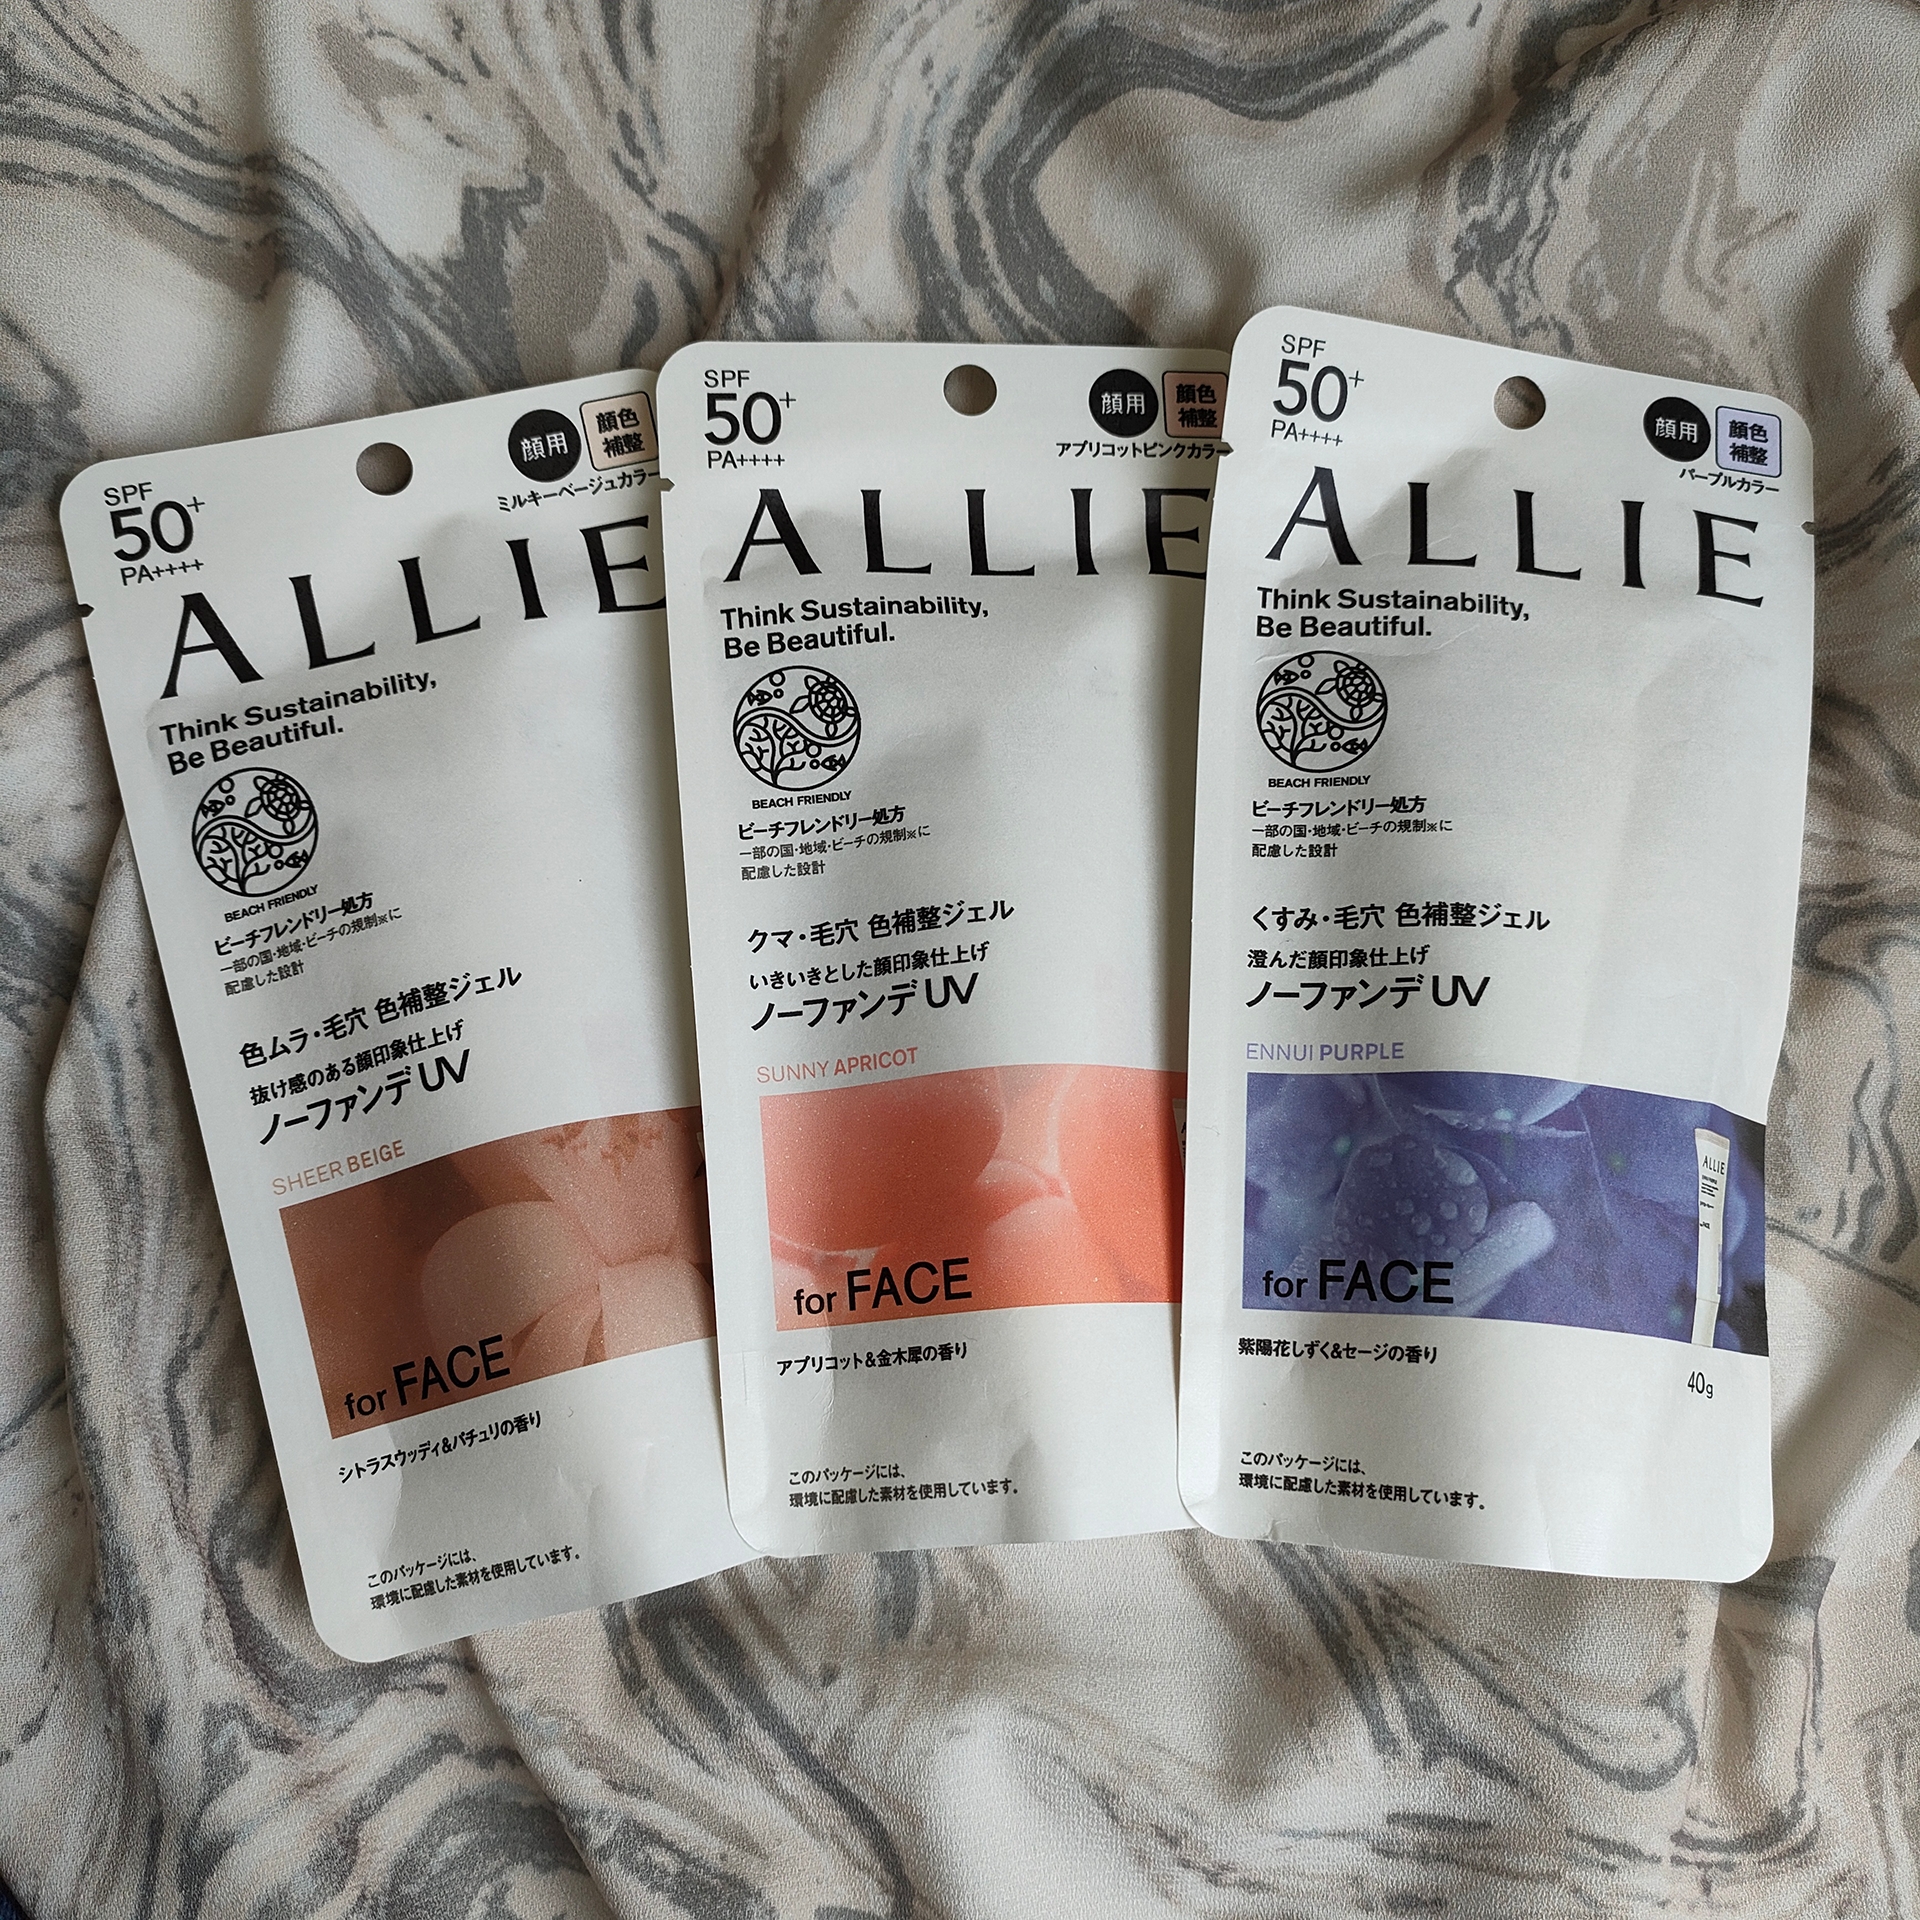 SPF
50+
PA++++
顔用
顔色
補整
ミルキーベージュカラー
ALLIE
Think Sustainability,
Be Beautiful.
BEACH FRIENDLY
ビーチフレンドリー処方
一部の国・地域・ビーチの規制※に
配慮した設計
色ムラ・毛穴 色補整ジェル
抜け感のある顔印象仕上げ
ノーファンデUV
SHEER BEIGE
for FACE
シトラスウッディ&パチュリの香り
このパッケージには、
環境に配慮した素材を使用しています。
SPF
50+
PA++++
顔用
顔色
補整
アプリコットピンクカラー
ALLIE
Think Sustainability,
Be Beautiful.
BEACH FRIENDLY
ビーチフレンドリー処方
一部の国・地域・ビーチの規制※に
配慮した設計
クマ・毛穴 色補整ジェル
いきいきとした顔印象仕上げ
ノーファンデUV
SUNNY APRICOT
for FACE
アプリコット&金木犀の香り
このパッケージには、
環境に配慮した素材を使用しています。
SPF
50+
PA++++
顔用
顔色
補整
パープルカラー
ALLIE
Think Sustainability,
Be Beautiful.
BEACH FRIENDLY
ビーチフレンドリー処方
一部の国・地域・ビーチの規制※に
配慮した設計
くすみ・毛穴 色補整ジェル
澄んだ顔印象仕上げ
ノーファンデUV
ENNUI PURPLE
ALLIE
for FACE
紫陽花しずく&セージの香り
40g
このパッケージには、
環境に配慮した素材を使用しています。